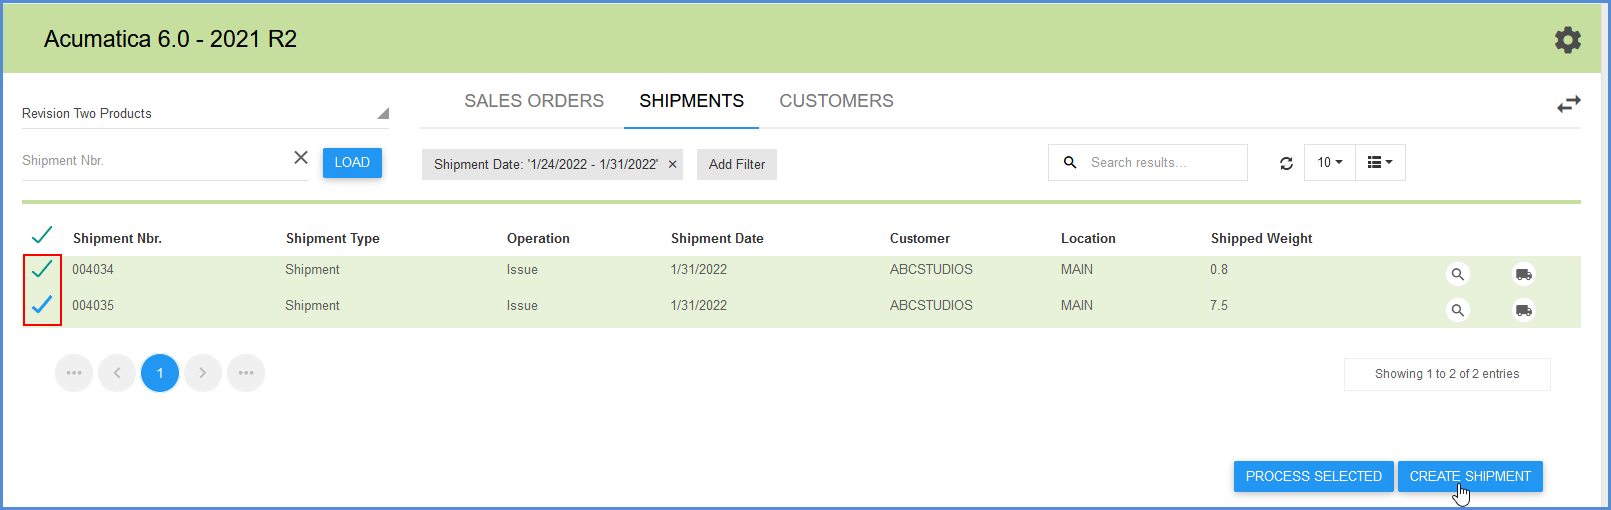 Acumatica 6.0 - 2021 R2
SALES ORDERS SHIPMENTS CUSTOMERS
Revision Two Products
Shipment Nbr. LOAD Shipment Date: '1/24/2022 - 1/31/2022' × Add Filter Search results... 10
Shipment Nbr. Shipment Type Operation Shipment Date Customer Location Shipped Weight
004034 Shipment Issue 1/31/2022 ABCSTUDIOS MAIN 0.8
004035 Shipment Issue 1/31/2022 ABCSTUDIOS MAIN 7.5
1 Showing 1 to 2 of 2 entries
PROCESS SELECTED CREATE SHIPMENT